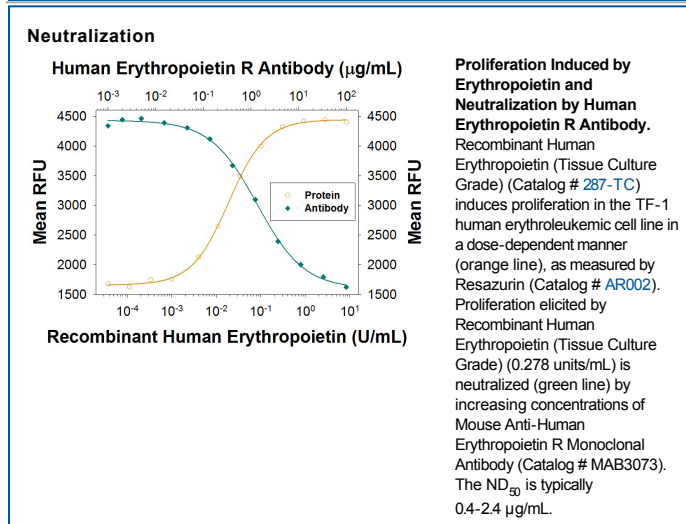 Neutralization
Human Erythropoietin R Antibody (μg/mL)
10⁻³ 10⁻² 10⁻¹ 10⁰ 10¹ 10²
4500 4500
4000 4000
3500 3500
3000 3000
2500 2500
2000 2000
1500 1500
Mean RFU
Mean RFU
Protein
Antibody
10⁻⁴ 10⁻³ 10⁻² 10⁻¹ 10⁰ 10¹
Recombinant Human Erythropoietin (U/mL)
Proliferation Induced by
Erythropoietin and
Neutralization by Human
Erythropoietin R Antibody.
Recombinant Human
Erythropoietin (Tissue Culture
Grade) (Catalog # 287-TC)
induces proliferation in the TF-1
human erythroleukemic cell line in
a dose-dependent manner
(orange line), as measured by
Resazurin (Catalog # AR002).
Proliferation elicited by
Recombinant Human
Erythropoietin (Tissue Culture
Grade) (0.278 units/mL) is
neutralized (green line) by
increasing concentrations of
Mouse Anti-Human
Erythropoietin R Monoclonal
Antibody (Catalog # MAB3073).
The ND₅₀ is typically
0.4-2.4 µg/mL.